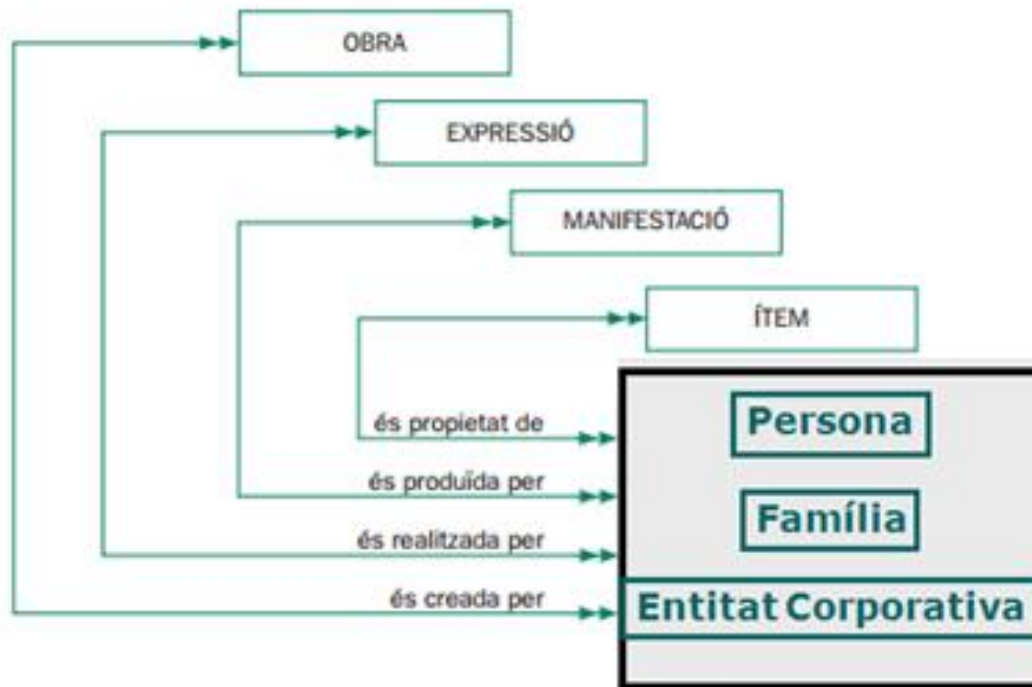 OBRA
EXPRESSIÓ
MANIFESTACIÓ
ÍTEM
és propietat de
és produïda per
és realitzada per
és creada per
Persona
Família
Entitat Corporativa